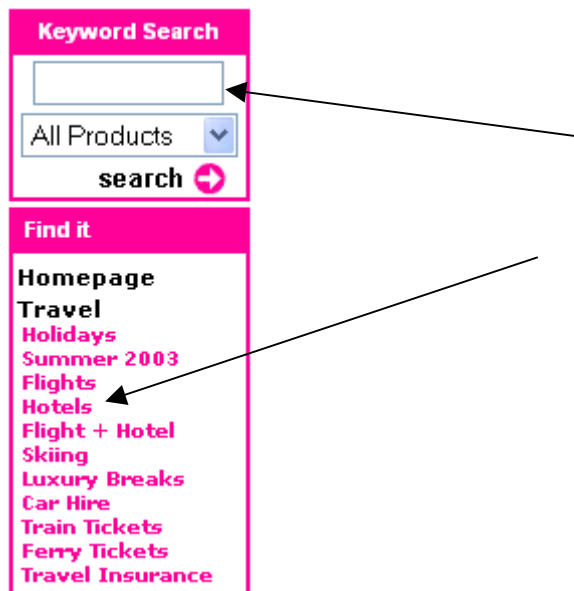 Keyword Search
All Products
search
Find it
Homepage
Travel
Holidays
Summer 2003
Flights
Hotels
Flight + Hotel
Skiing
Luxury Breaks
Car Hire
Train Tickets
Ferry Tickets
Travel Insurance